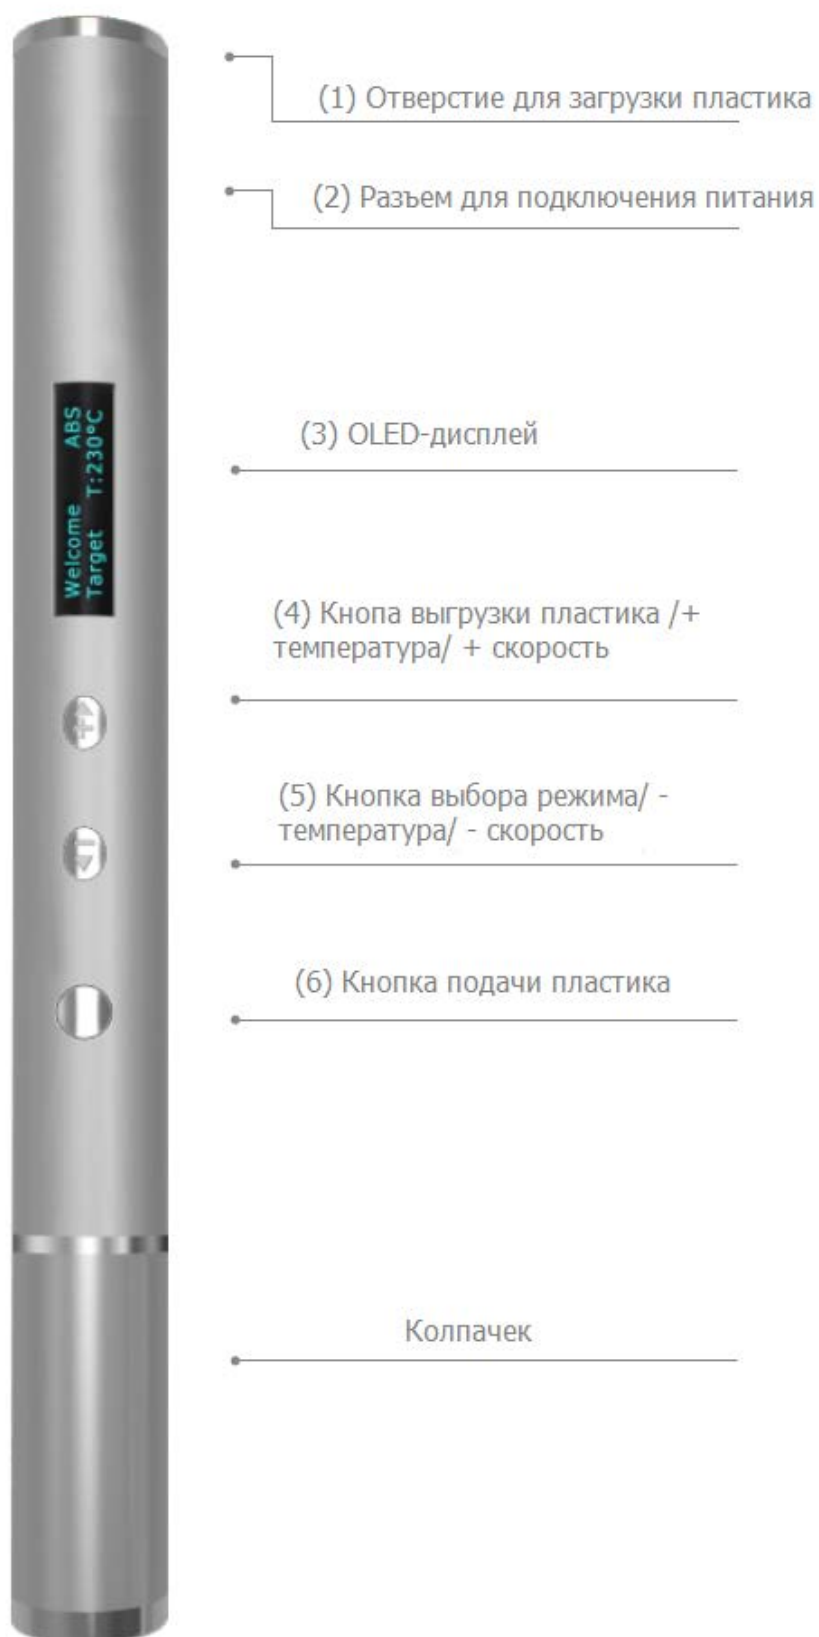 (1) Отверстие для загрузки пластика
(2) Разъем для подключения питания
(3) OLED-дисплей
Welcome ABS
Target T:230°C
(4) Кнопа выгрузки пластика /+
температура/ + скорость
+
(5) Кнопка выбора режима/ -
температура/ - скорость
(6) Кнопка подачи пластика
Колпачек